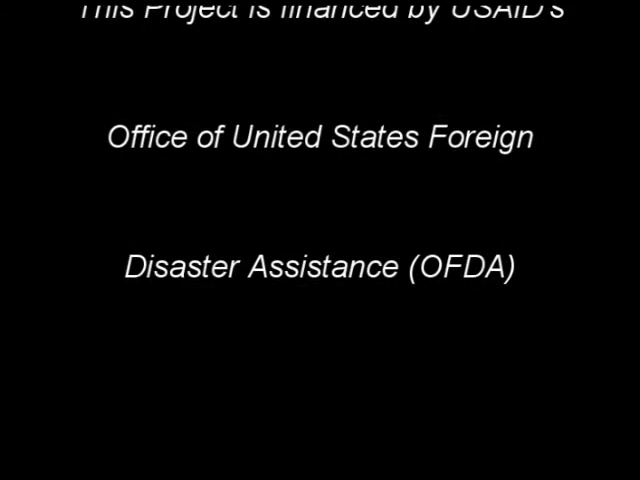 This Project is financed by USAID's
Office of United States Foreign
Disaster Assistance (OFDA)